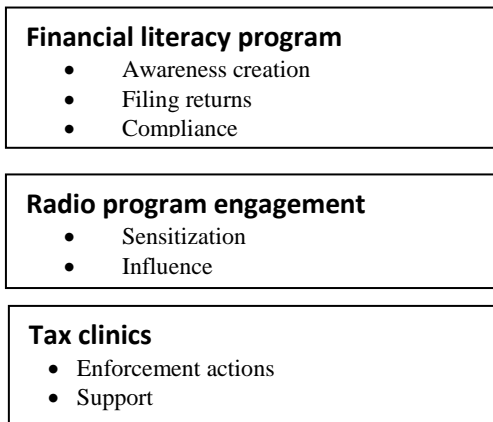 Financial literacy program
• Awareness creation
• Filing returns
• Compliance
Radio program engagement
• Sensitization
• Influence
Tax clinics
• Enforcement actions
• Support